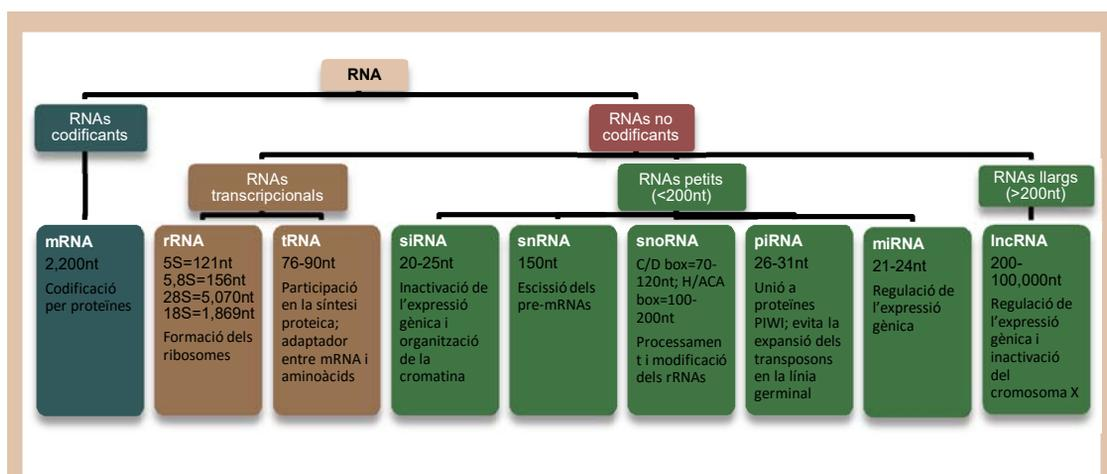 RNA
RNAs
codificants
RNAs no
codificants
RNAs
transcripcionals
RNAs petits
(<200nt)
RNAs llargs
(>200nt)
mRNA
2,200nt
Codificació
per proteïnes
rRNA
5S=121nt
5,8S=156nt
28S=5,070nt
18S=1,869nt
Formació dels
ribosomes
tRNA
76-90nt
Participació
en la síntesi
proteica;
adaptador
entre mRNA i
aminoàcids
siRNA
20-25nt
Inactivació de
l’expressió
gènica i
organització
de la
cromatina
snRNA
150nt
Escissió dels
pre-mRNAs
snoRNA
C/D box=70-
120nt; H/ACA
box=100-
200nt
Processamen
t i modificació
dels rRNAs
piRNA
26-31nt
Unió a
proteïnes
PIWI; evita la
expansió dels
transposons
en la línia
germinal
miRNA
21-24nt
Regulació de
l’expressió
gènica
lncRNA
200-
100,000nt
Regulació de
l’expressió
gènica i
inactivació
del
cromosoma X